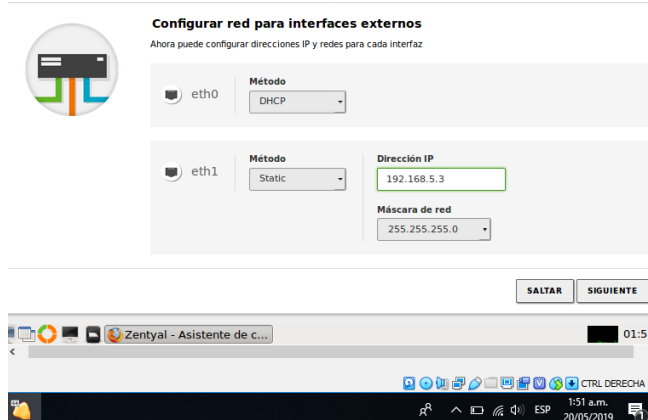 Configurar red para interfaces externos
Ahora puede configurar direcciones IP y redes para cada interfaz
eth0
Método
DHCP
eth1
Método
Static
Dirección IP
192.168.5.3
Máscara de red
255.255.255.0
SALTAR
SIGUIENTE
Zentyal - Asistente de c...
01:5
CTRL DERECHA
ESP
1:51 a.m.
20/05/2019